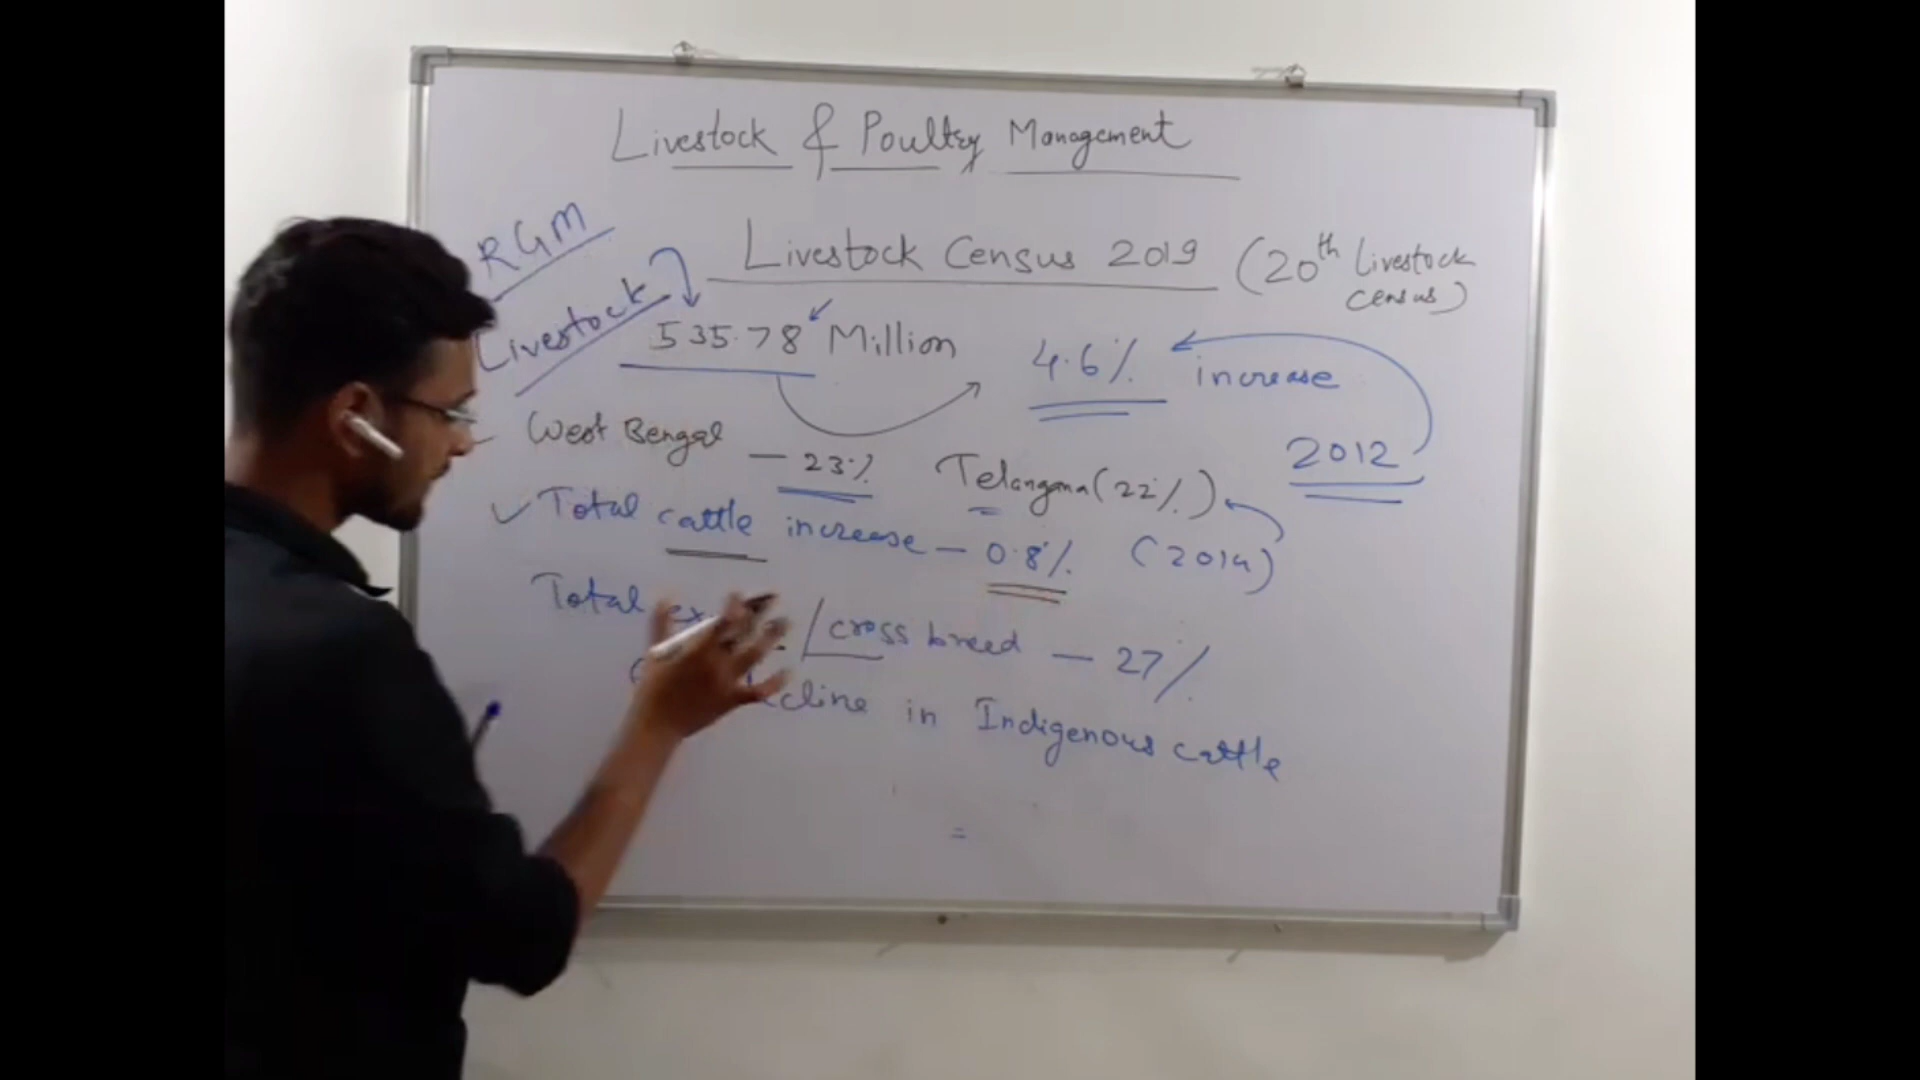 Livestock & Poultry Management
RGM
Livestock Census 2019 (20th Livestock
census)
Livestock
535.78 Million
4.6% increase
West Bengal — 23%
Telangana (22%)
2012
Total cattle increase — 0.8% (2014)
Total / cross breed — 27%
in Indigenous cattle